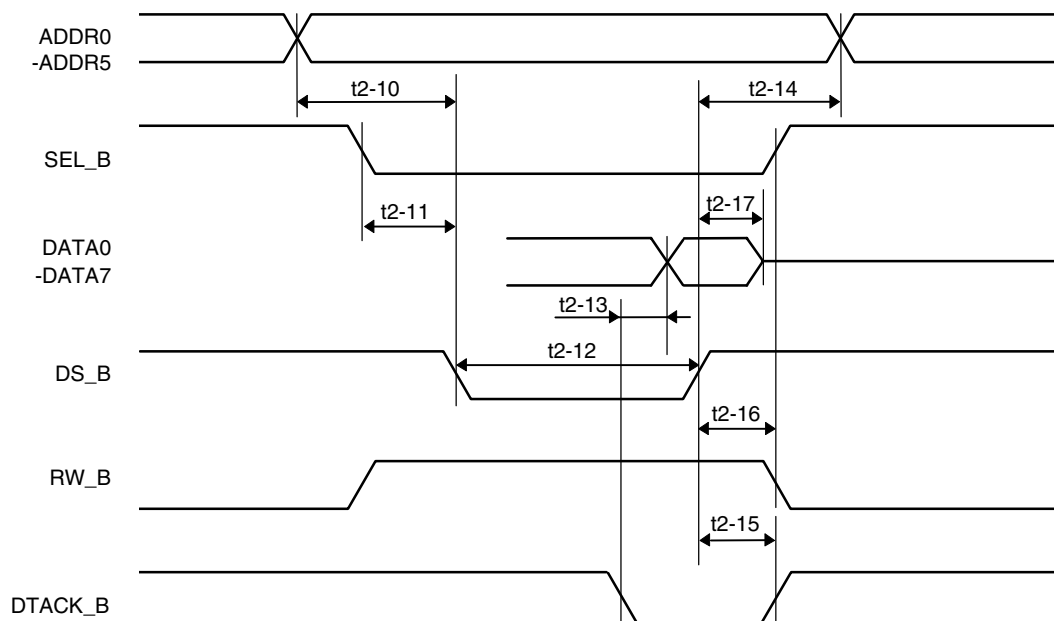 ADDR0
-ADDR5
t2-10
t2-14
SEL_B
t2-11
t2-17
DATA0
-DATA7
t2-13
t2-12
DS_B
t2-16
RW_B
t2-15
DTACK_B